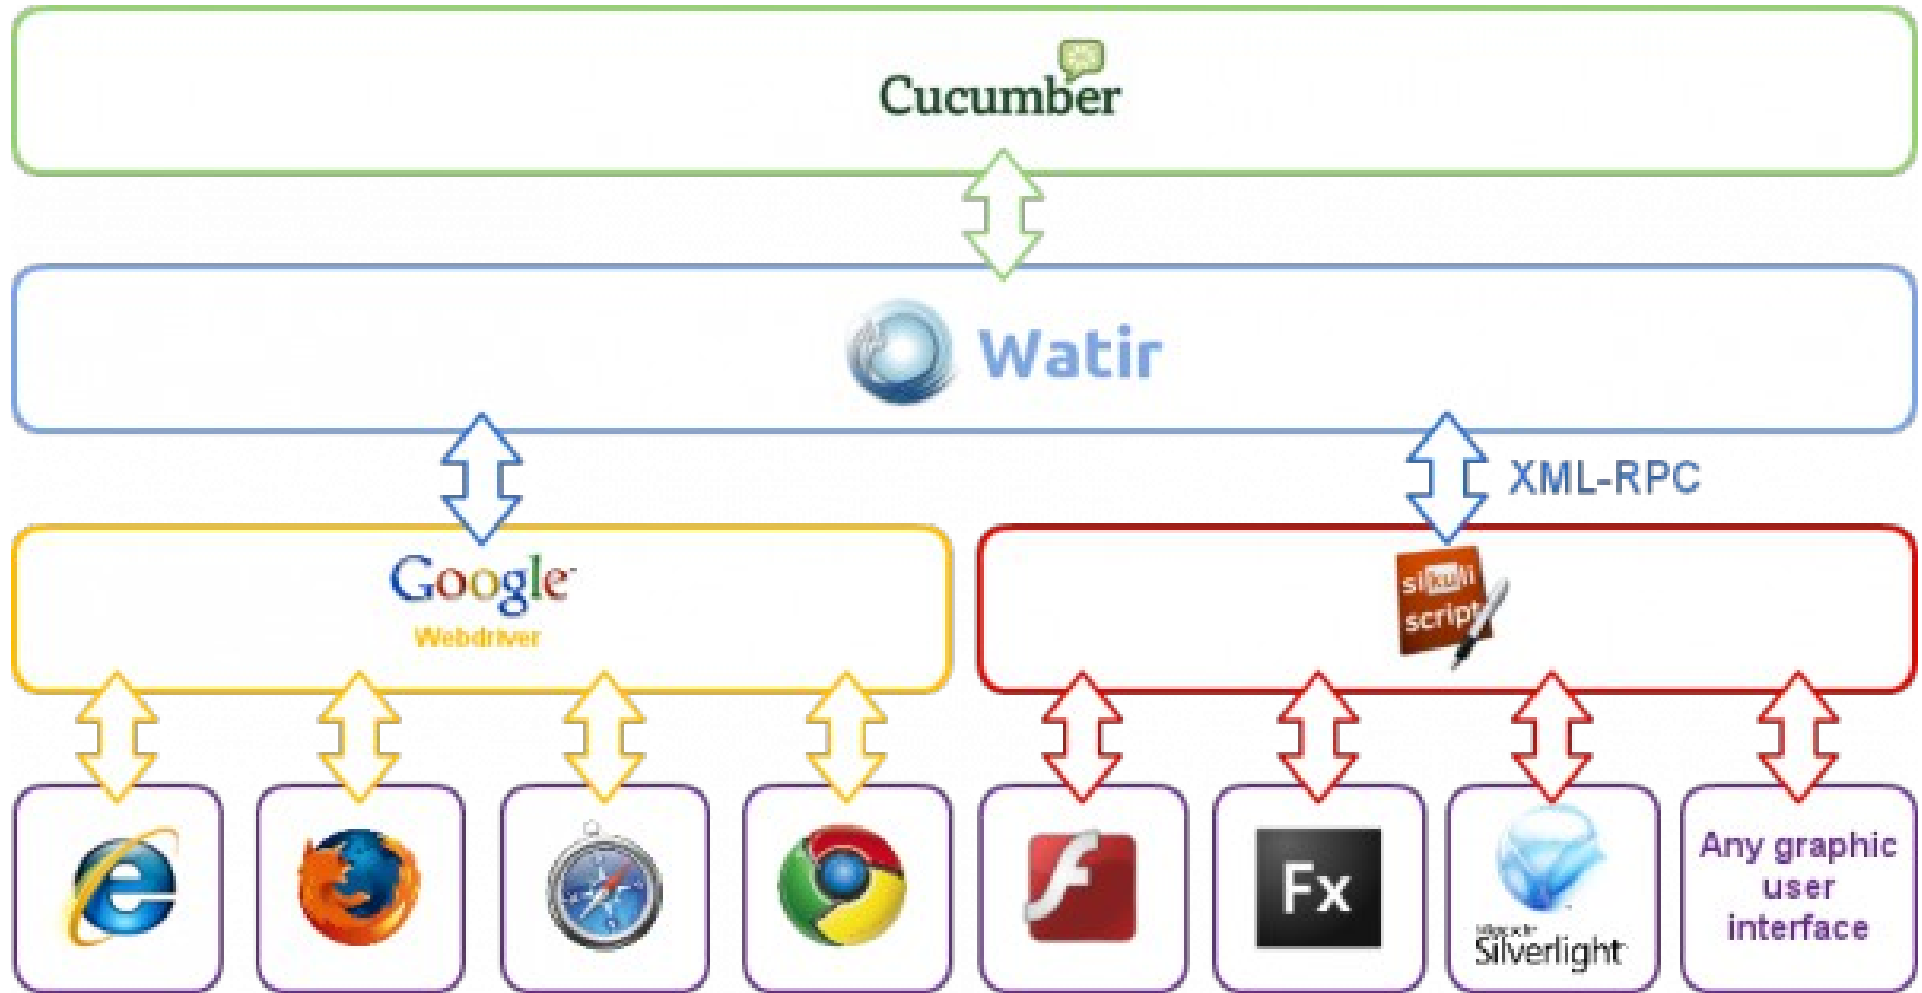 Cucumber
Watir
XML-RPC
Google
Webdriver
sikuli
script
Fx
Silverlight
Any graphic
user
interface